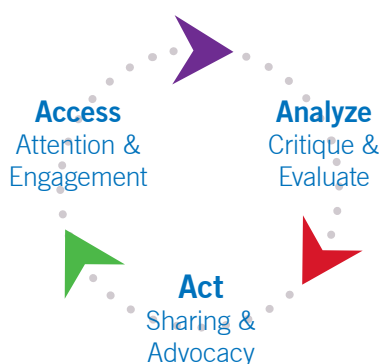 Access
Attention &
Engagement
Analyze
Critique &
Evaluate
Act
Sharing &
Advocacy